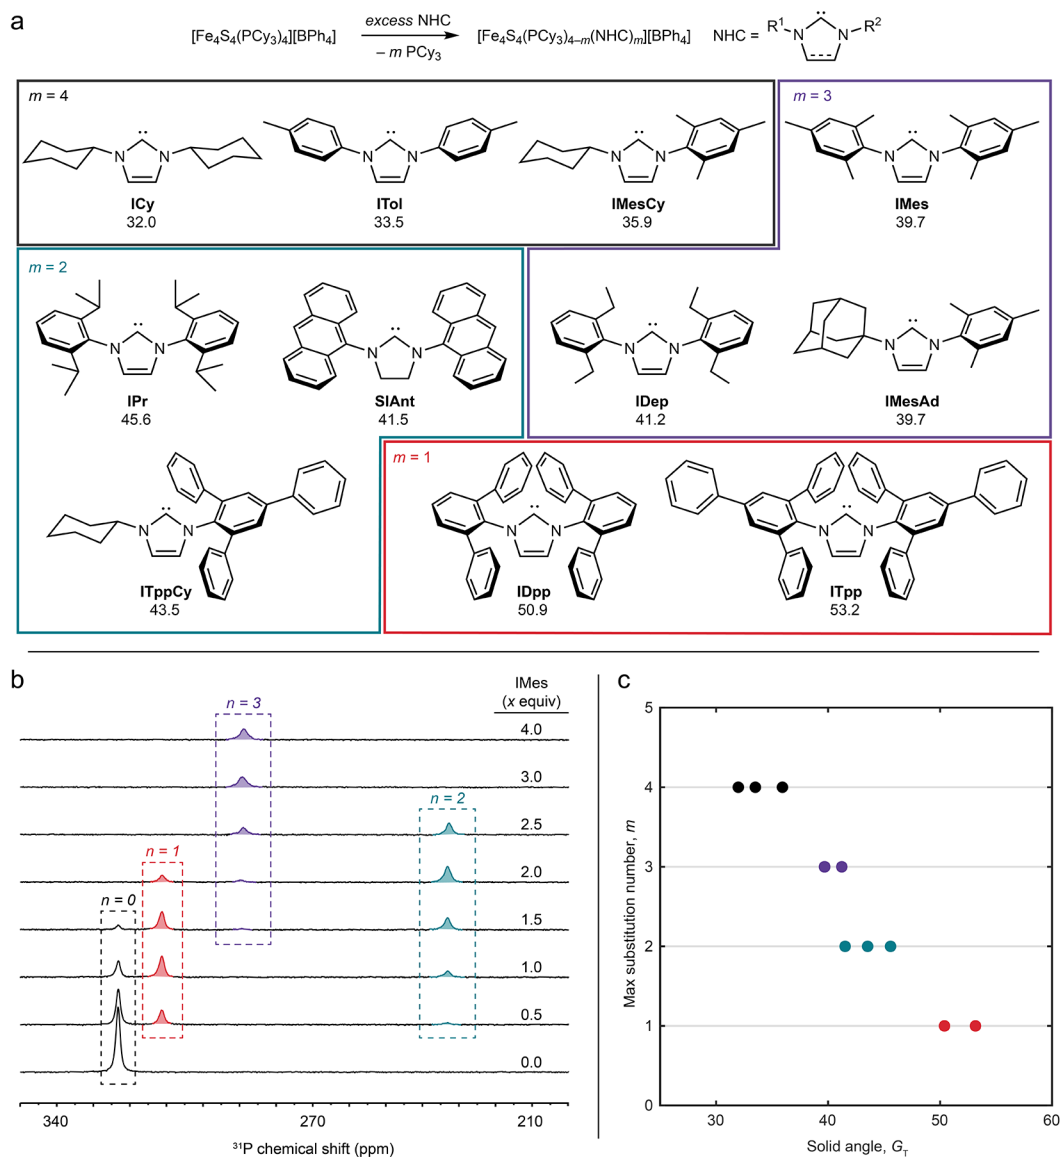 a
[Fe4S4(PCy3)4][BPh4]
excess NHC
– m PCy3
[Fe4S4(PCy3)4–m(NHC)m][BPh4]
NHC =
R1
N
N
R2
m = 4
N
N
ICy
32.0
N
N
ITol
33.5
N
N
IMesCy
35.9
m = 3
N
N
IMes
39.7
m = 2
N
N
IPr
45.6
N
N
SIAnt
41.5
N
N
IDep
41.2
N
N
IMesAd
39.7
N
N
ITppCy
43.5
m = 1
N
N
IDpp
50.9
N
N
ITpp
53.2
b
IMes
(x equiv)
n = 3
4.0
3.0
n = 2
2.5
n = 1
2.0
n = 0
1.5
1.0
0.5
0.0
340
270
210
31P chemical shift (ppm)
c
Max substitution number, m
5
4
3
2
1
0
30
40
50
60
Solid angle, GT